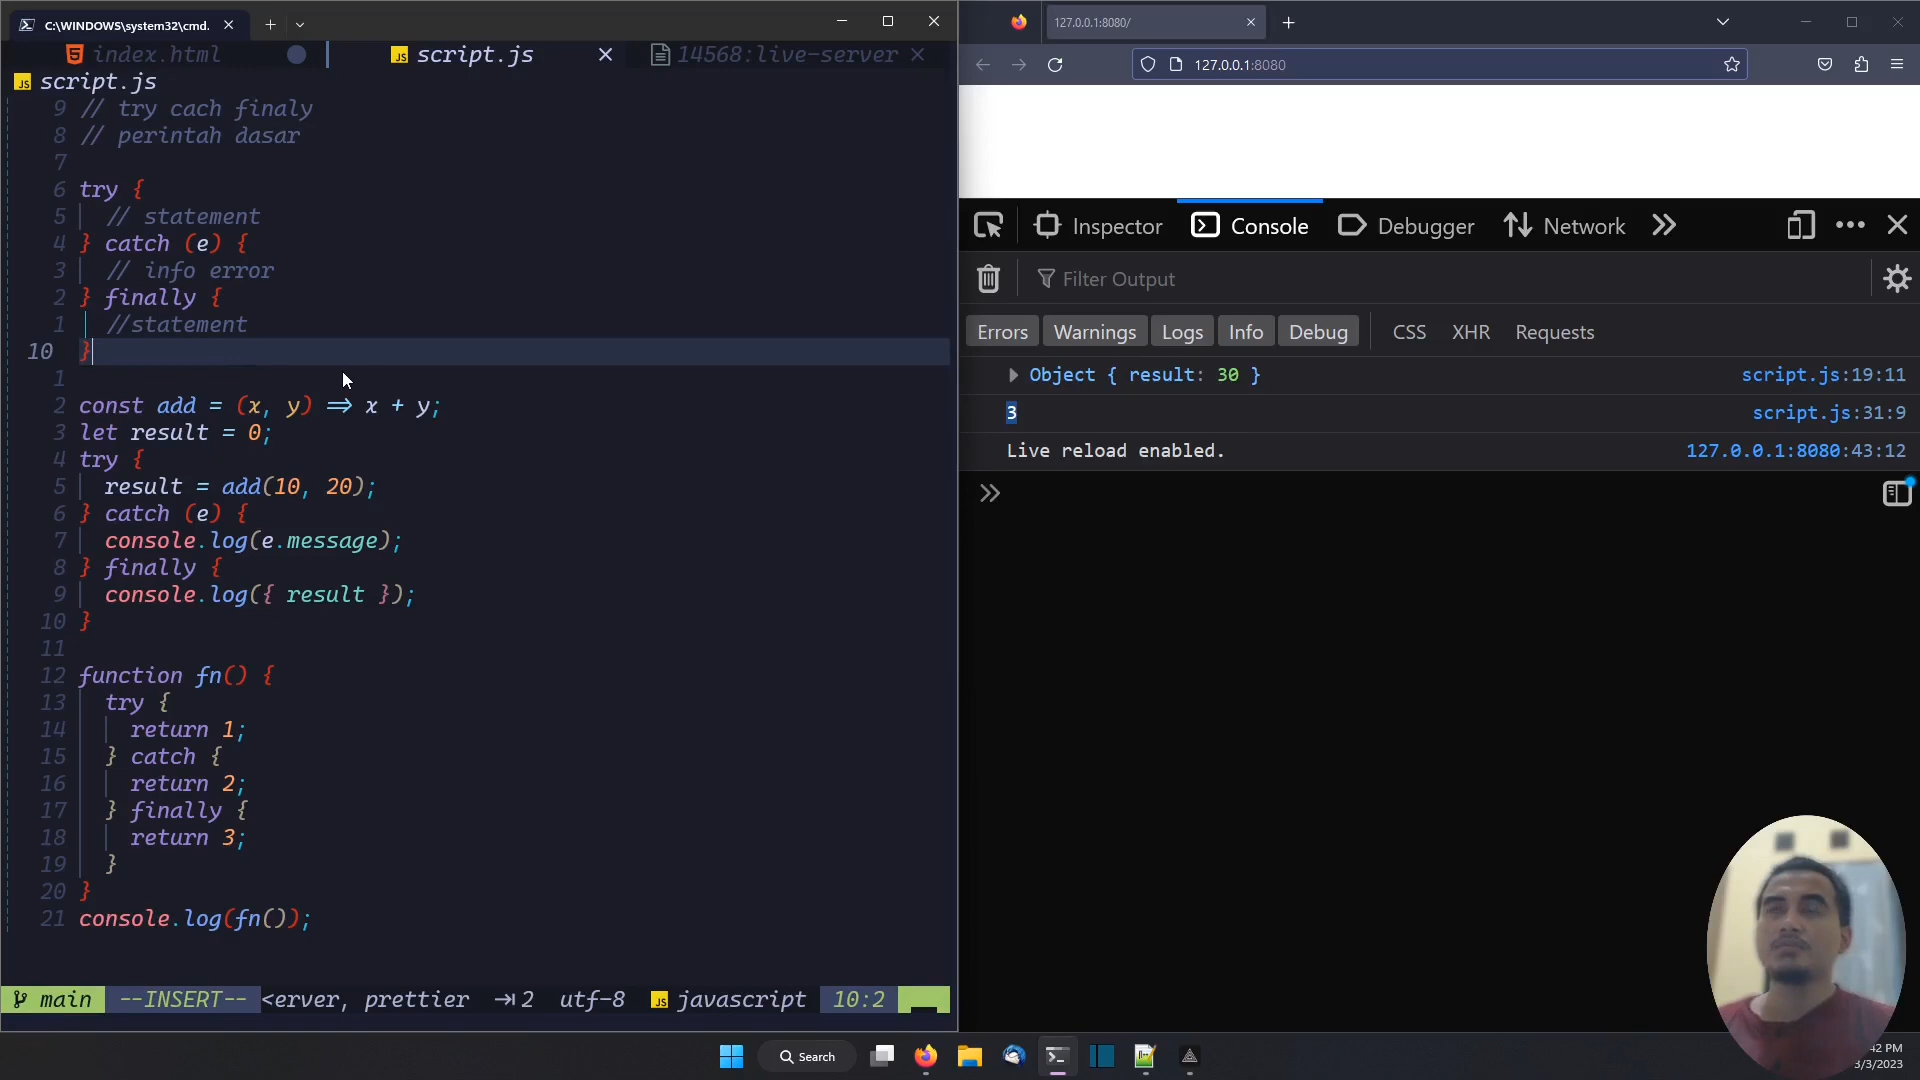 C:\WINDOWS\system32\cmd.
index.html
script.js
14568:live-server
script.js
9 // try cach finaly
8 // perintah dasar
7
6 try {
5 // statement
4 } catch (e) {
3 // info error
2 } finally {
1 //statement
10 }
1
2 const add = (x, y) => x + y;
3 let result = 0;
4 try {
5 result = add(10, 20);
6 } catch (e) {
7 console.log(e.message);
8 } finally {
9 console.log({ result });
10 }
11
12 function fn() {
13 try {
14 return 1;
15 } catch {
16 return 2;
17 } finally {
18 return 3;
19 }
20 }
21 console.log(fn());
main --INSERT-- <erver, prettier 2 utf-8 javascript 10:2
127.0.0.1:8080/
127.0.0.1:8080
Inspector Console Debugger Network
Filter Output
Errors Warnings Logs Info Debug CSS XHR Requests
Object { result: 30 } script.js:19:11
3 script.js:31:9
Live reload enabled. 127.0.0.1:8080:43:12
Search
42 PM
3/3/2023